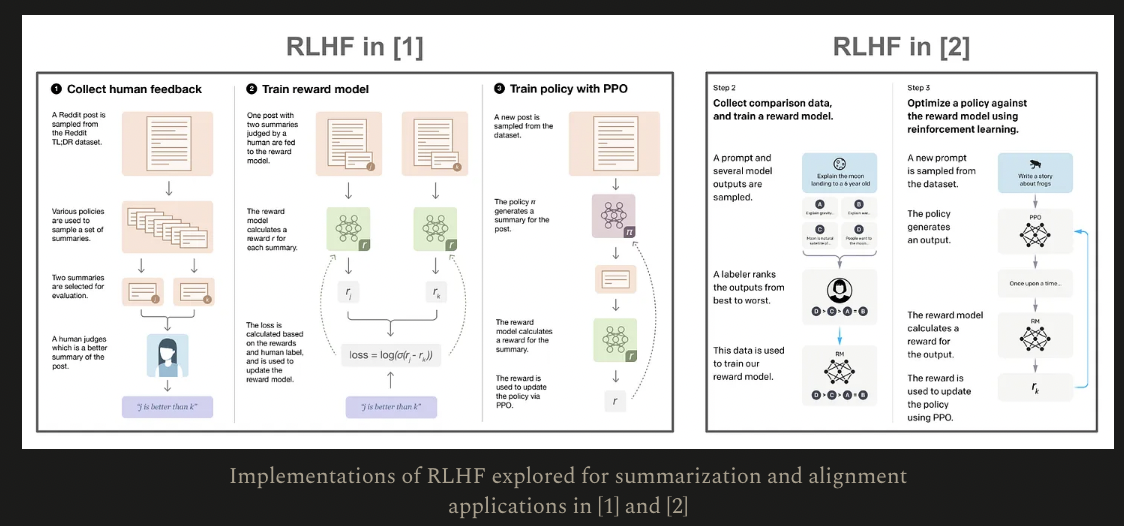 RLHF in [1]
1 Collect human feedback
A Reddit post is
sampled from
the Reddit
TL;DR dataset.
Various policies
are used to
sample a set of
summaries.
Two summaries
are selected for
evaluation.
j
k
A human judges
which is a better
summary of the
post.
"j is better than k"
2 Train reward model
One post with
two summaries
judged by a
human are fed
to the reward
model.
j
k
The reward
model
calculates a
reward r for
each summary.
r
r
rj
rk
The loss is
calculated based
on the rewards
and human label,
and is used to
update the
reward model.
loss = log(σ(rj - rk))
"j is better than k"
3 Train policy with PPO
A new post is
sampled from the
dataset.
The policy π
generates a
summary for the
post.
π
The reward
model calculates
a reward for the
summary.
r
The reward is
used to update
the policy via
PPO.
r
RLHF in [2]
Step 2
Collect comparison data,
and train a reward model.
A prompt and
several model
outputs are
sampled.
Explain the moon
landing to a 6 year old
A
B
Explain gravity...
Explain war...
C
D
Moon is natural
satellite of...
People went to
the moon...
A labeler ranks
the outputs from
best to worst.
D > C > A = B
This data is used
to train our
reward model.
RM
D > C > A = B
Step 3
Optimize a policy against
the reward model using
reinforcement learning.
A new prompt
is sampled from
the dataset.
Write a story
about frogs
The policy
generates
an output.
PPO
Once upon a time...
The reward model
calculates a
reward for
the output.
RM
The reward is
used to update
the policy
using PPO.
rk
Implementations of RLHF explored for summarization and alignment
applications in [1] and [2]